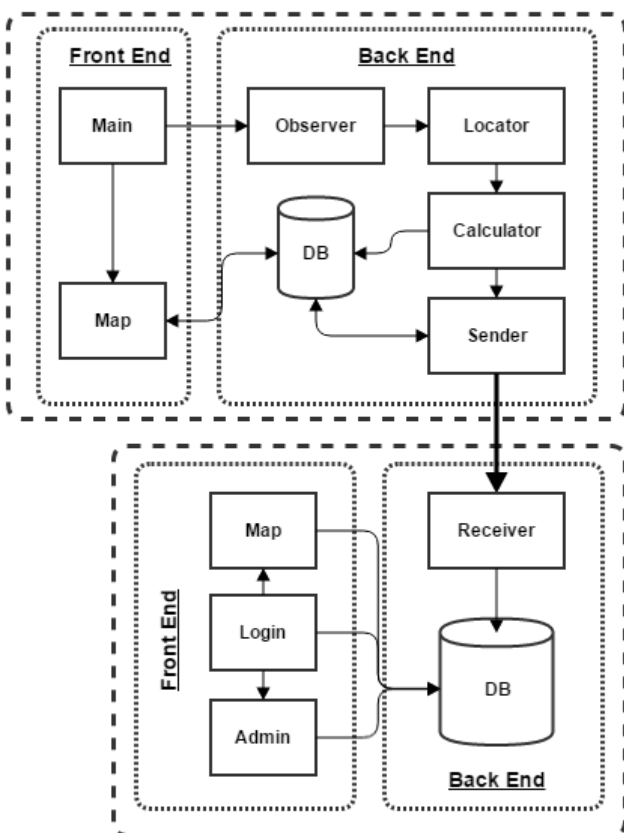 Front End
Back End
Main
Observer
Locator
DB
Calculator
Map
Sender
Map
Receiver
Front End
Login
DB
Admin
Back End